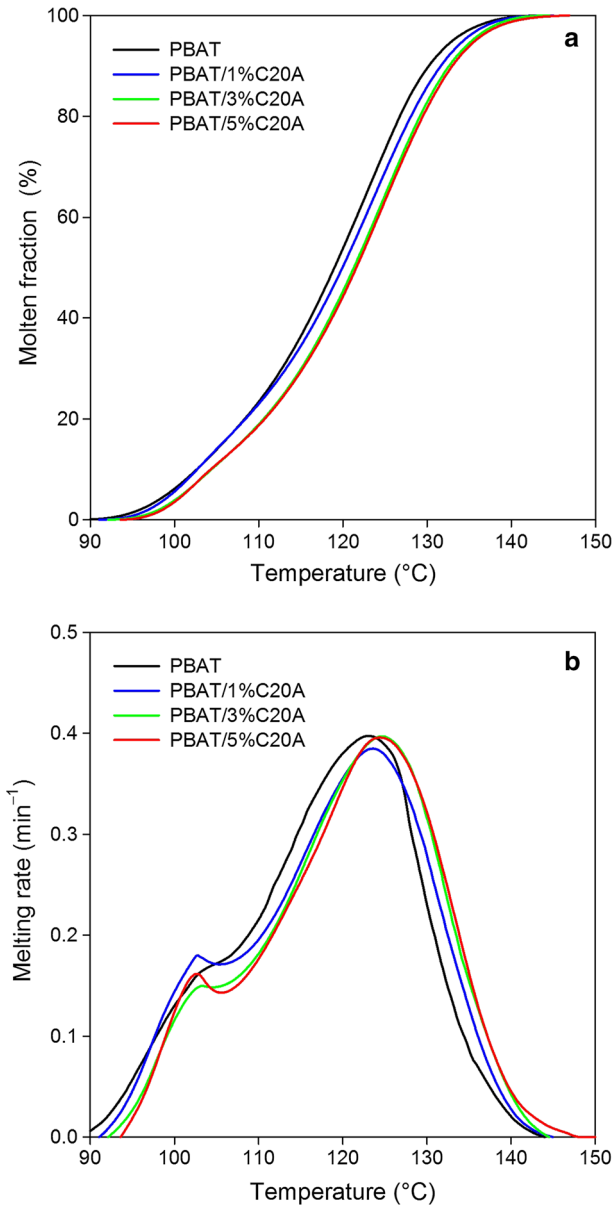 100
80
60
40
20
0
Molten fraction (%)
PBAT
PBAT/1%C20A
PBAT/3%C20A
PBAT/5%C20A
a
90 100 110 120 130 140 150
Temperature (°C)
0.5
0.4
0.3
0.2
0.1
0.0
Melting rate (min⁻¹)
PBAT
PBAT/1%C20A
PBAT/3%C20A
PBAT/5%C20A
b
90 100 110 120 130 140 150
Temperature (°C)